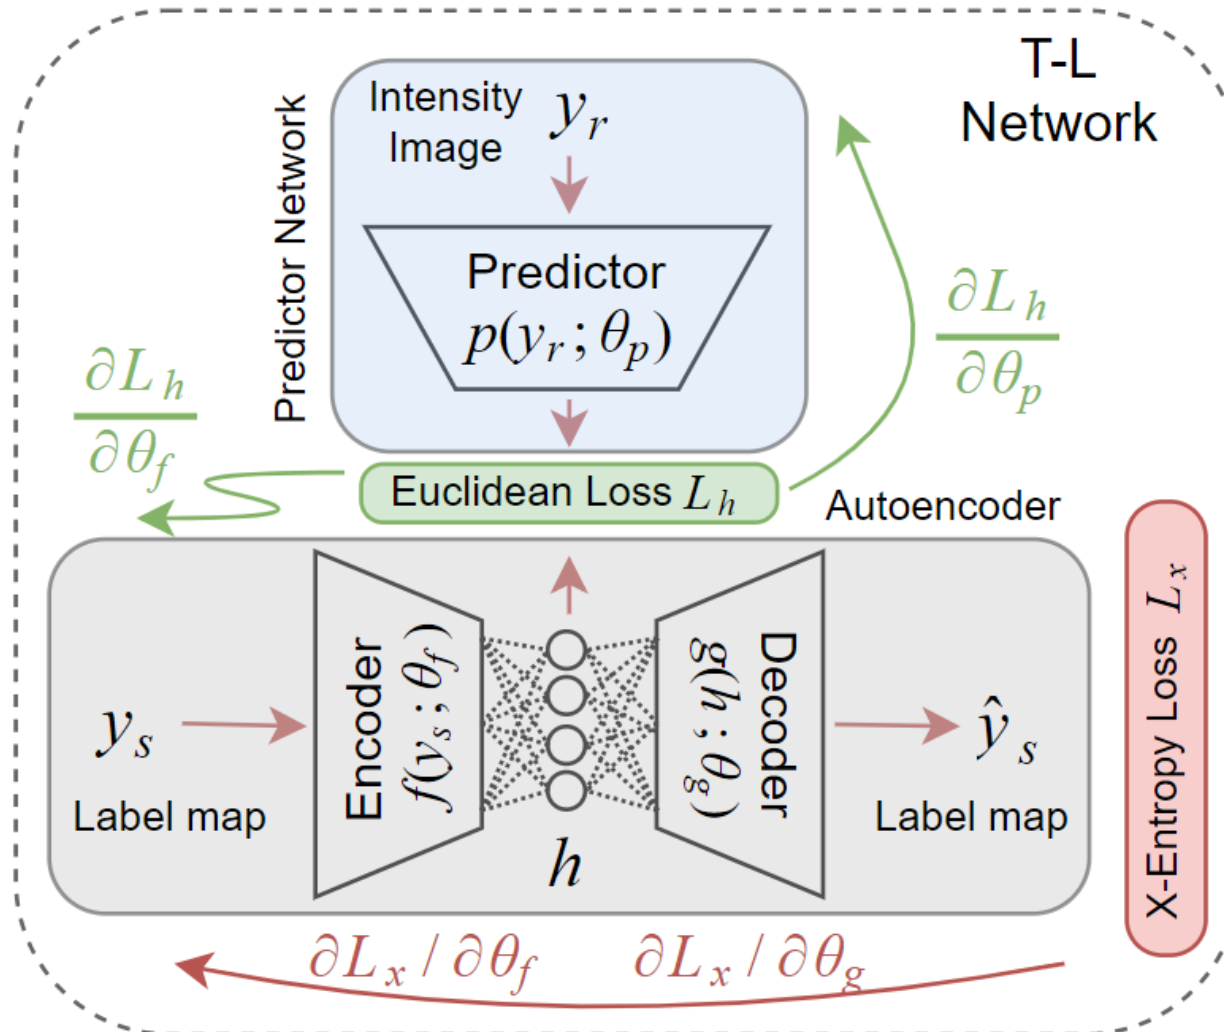 T-L
Network
Predictor Network
Intensity
Image
y_r
Predictor
p(y_r ; θ_p)
∂L_h
∂θ_p
∂L_h
∂θ_f
Euclidean Loss L_h
Autoencoder
y_s
Label map
Encoder
f(y_s ; θ_f)
h
Decoder
g(h ; θ_g)
ŷ_s
Label map
X-Entropy Loss L_x
∂L_x / ∂θ_f
∂L_x / ∂θ_g